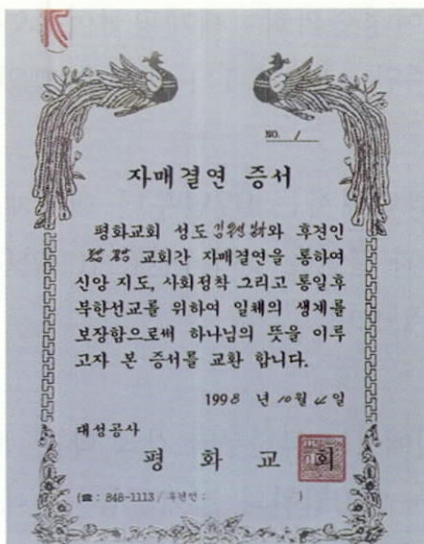 NO. 1
자매결연 증서
평화교회 성도 와 후견인
교회간 자매결연을 통하여
신앙 지도, 사회정착 그리고 통일후
북한선교를 위하여 일체의 생계를
보장함으로써 하나님의 뜻을 이루
고자 본 증서를 교환 합니다.
1998 년 10월 4일
대성공사
평 화 교 회
(☎ : 848-1113 / 후견인 : )